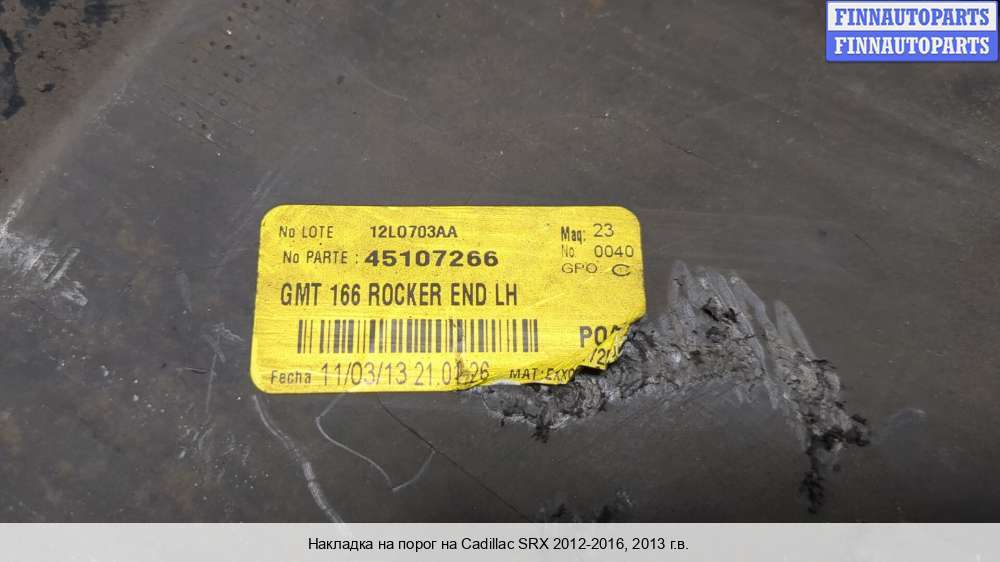 FINNAUTOPARTS
FINNAUTOPARTS
No LOTE 12L0703AA Maq: 23
No PARTE : 45107266 No. 0040
GPO C
GMT 166 ROCKER END LH
Fecha 11/03/13 MAT:
Накладка на порог на Cadillac SRX 2012-2016, 2013 г.в.